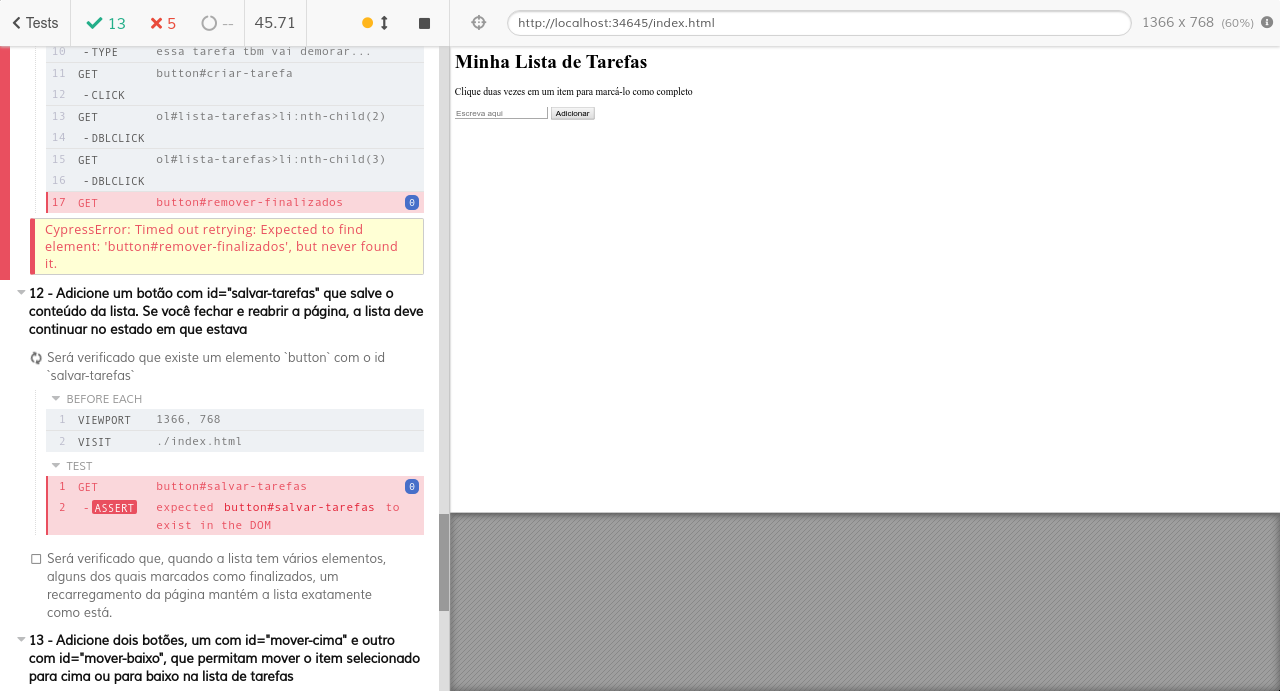 Tests 13 5 -- 45.71 http://localhost:34645/index.html 1366 x 768 (60%)
10 -TYPE essa tarefa tbm vai demorar...
11 GET button#criar-tarefa
12 -CLICK
13 GET ol#lista-tarefas>li:nth-child(2)
14 -DBLCLICK
15 GET ol#lista-tarefas>li:nth-child(3)
16 -DBLCLICK
17 GET button#remover-finalizados 0
CypressError: Timed out retrying: Expected to find
element: 'button#remover-finalizados', but never found
it.
12 - Adicione um botão com id="salvar-tarefas" que salve o
conteúdo da lista. Se você fechar e reabrir a página, a lista deve
continuar no estado em que estava
Será verificado que existe um elemento `button` com o id
`salvar-tarefas`
BEFORE EACH
1 VIEWPORT 1366, 768
2 VISIT ./index.html
TEST
1 GET button#salvar-tarefas 0
2 -ASSERT expected button#salvar-tarefas to
exist in the DOM
Será verificado que, quando a lista tem vários elementos,
alguns dos quais marcados como finalizados, um
recarregamento da página mantém a lista exatamente
como está.
13 - Adicione dois botões, um com id="mover-cima" e outro
com id="mover-baixo", que permitam mover o item selecionado
para cima ou para baixo na lista de tarefas
Minha Lista de Tarefas
Clique duas vezes em um item para marcá-lo como completo
Escreva aqui Adicionar